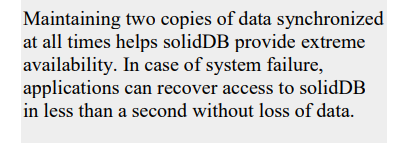 Maintaining two copies of data synchronized
at all times helps solidDB provide extreme
availability. In case of system failure,
applications can recover access to solidDB
in less than a second without loss of data.